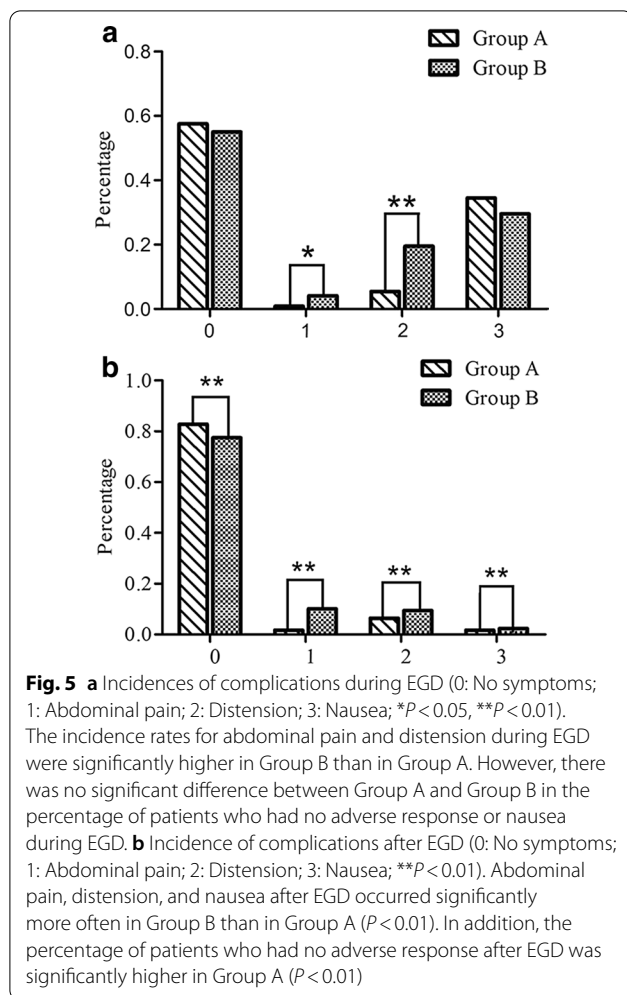 a
Group A
Group B
Percentage
0.8
0.6
0.4
0.2
0.0
*
**
0 1 2 3
b
Group A
Group B
Percentage
1.0
0.8
0.6
0.4
0.2
0.0
** ** ** **
0 1 2 3
Fig. 5 a Incidences of complications during EGD (0: No symptoms;
1: Abdominal pain; 2: Distension; 3: Nausea; *P < 0.05, **P < 0.01).
The incidence rates for abdominal pain and distension during EGD
were significantly higher in Group B than in Group A. However, there
was no significant difference between Group A and Group B in the
percentage of patients who had no adverse response or nausea
during EGD. b Incidence of complications after EGD (0: No symptoms;
1: Abdominal pain; 2: Distension; 3: Nausea; **P < 0.01). Abdominal
pain, distension, and nausea after EGD occurred significantly
more often in Group B than in Group A (P < 0.01). In addition, the
percentage of patients who had no adverse response after EGD was
significantly higher in Group A (P < 0.01)